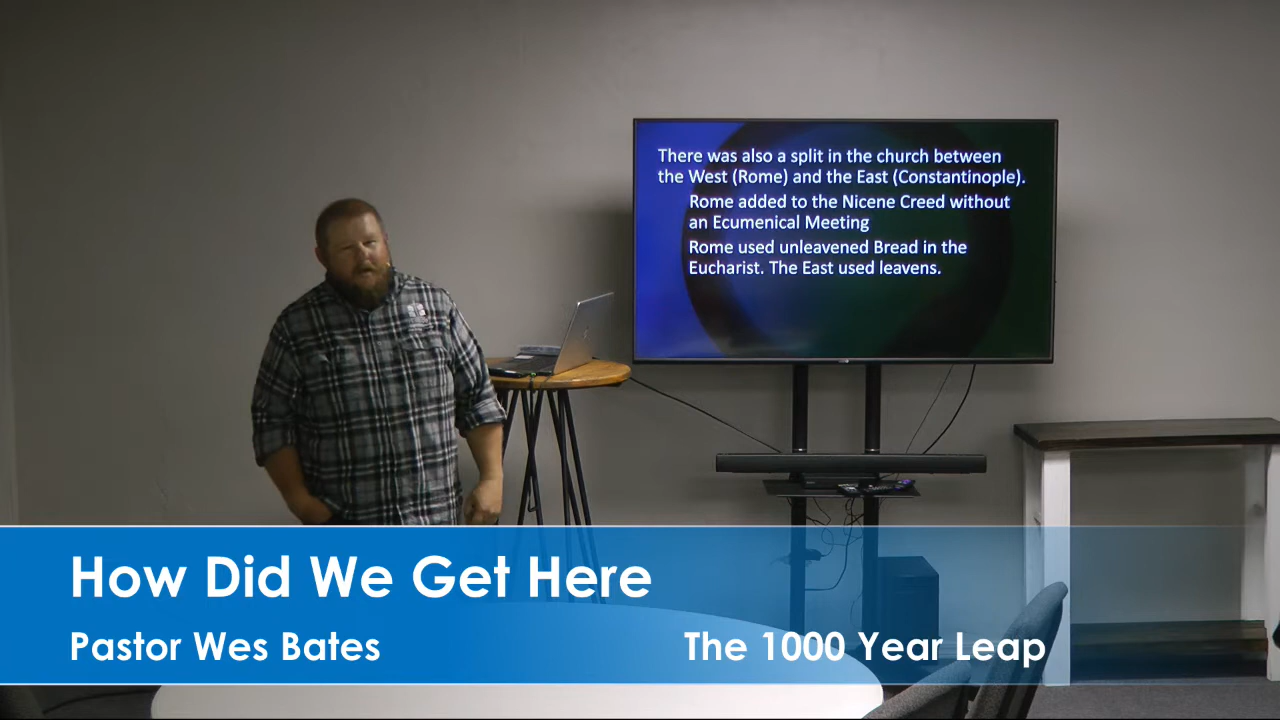 There was also a split in the church between
the West (Rome) and the East (Constantinople).
Rome added to the Nicene Creed without
an Ecumenical Meeting
Rome used unleavened Bread in the
Eucharist. The East used leavens.
How Did We Get Here
Pastor Wes Bates
The 1000 Year Leap